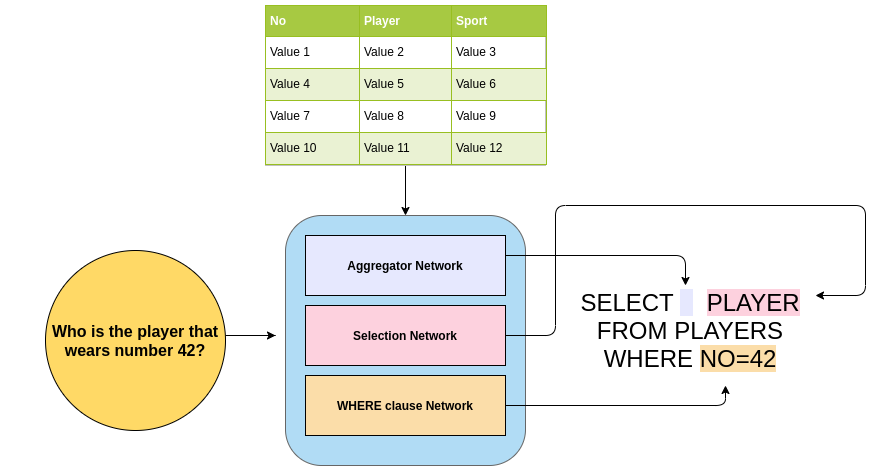 No Player Sport
Value 1 Value 2 Value 3
Value 4 Value 5 Value 6
Value 7 Value 8 Value 9
Value 10 Value 11 Value 12
Who is the player that
wears number 42?
Aggregator Network
Selection Network
WHERE clause Network
SELECT PLAYER
FROM PLAYERS
WHERE NO=42